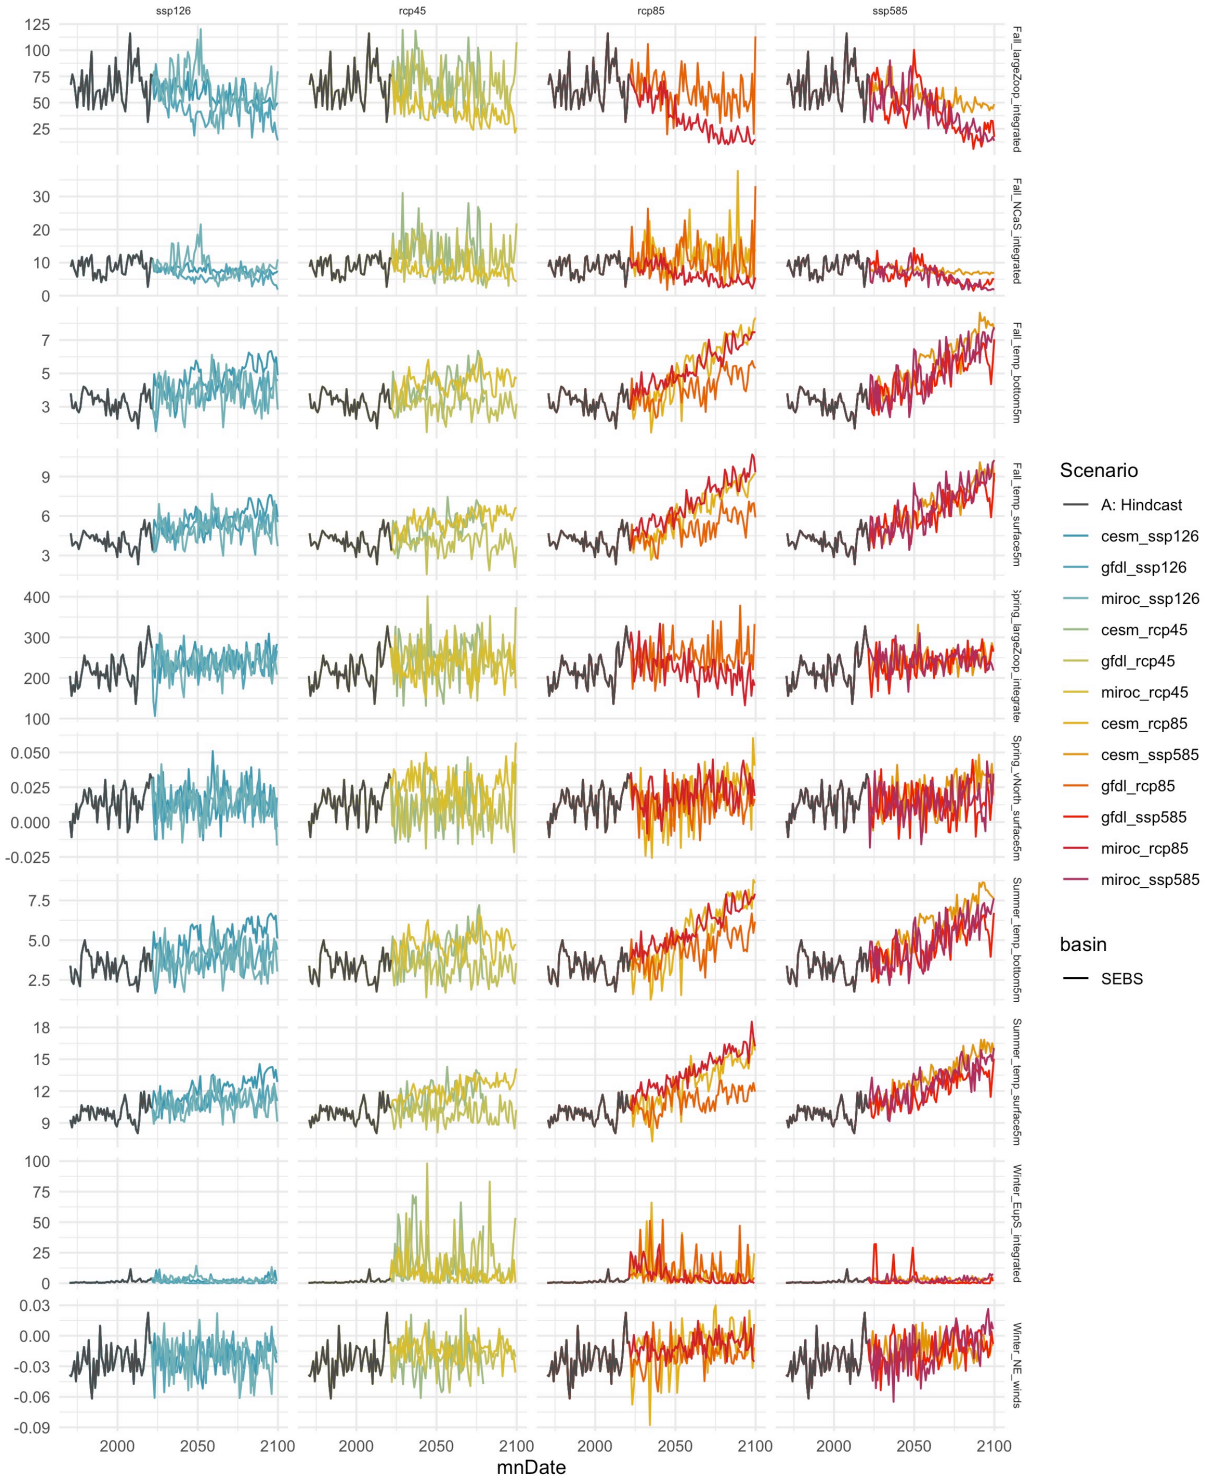 ssp126 rcp45 rcp85 ssp585
125
100
75
50
25
Fall_largeZoop_integrated
30
20
10
0
Fall_NCaS_integrated
7
5
3
Fall_temp_bottom5m
9
6
3
Fall_temp_surface5m
400
300
200
100
pring_largeZoop_integrate
0.050
0.025
0.000
-0.025
Spring_vNorth_surface5m
7.5
5.0
2.5
Summer_temp_bottom5m
18
15
12
9
Summer_temp_surface5m
100
75
50
25
0
Winter_EupS_integrated
0.03
0.00
-0.03
-0.06
-0.09
Winter_NE_winds
2000 2050 2100 2000 2050 2100 2000 2050 2100 2000 2050 2100
mnDate
Scenario
A: Hindcast
cesm_ssp126
gfdl_ssp126
miroc_ssp126
cesm_rcp45
gfdl_rcp45
miroc_rcp45
cesm_rcp85
cesm_ssp585
gfdl_rcp85
gfdl_ssp585
miroc_rcp85
miroc_ssp585
basin
SEBS